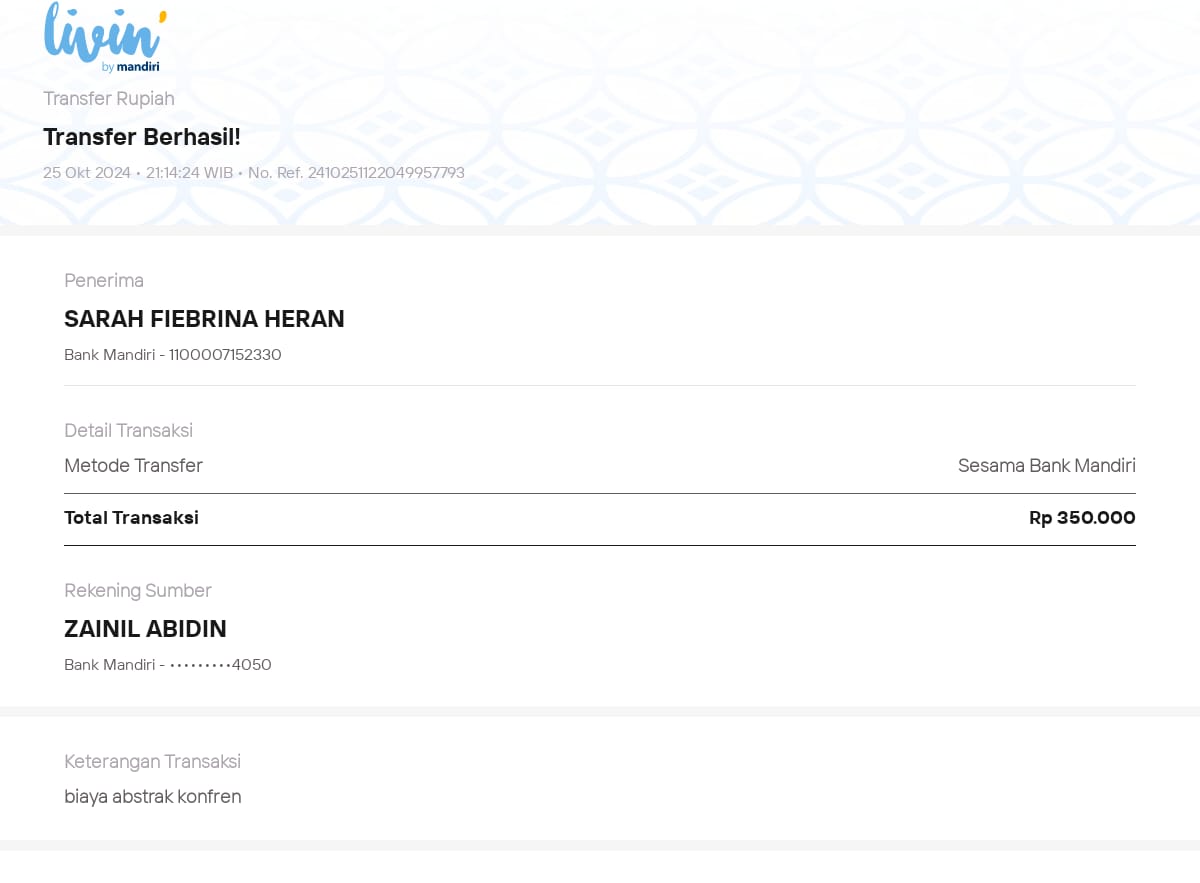 livin'
by mandiri
Transfer Rupiah
Transfer Berhasil!
25 Okt 2024 • 21:14:24 WIB • No. Ref. 2410251122049957793
Penerima
SARAH FIEBRINA HERAN
Bank Mandiri - 1100007152330
Detail Transaksi
Metode Transfer Sesama Bank Mandiri
Total Transaksi Rp 350.000
Rekening Sumber
ZAINIL ABIDIN
Bank Mandiri - •••••••••4050
Keterangan Transaksi
biaya abstrak konfren